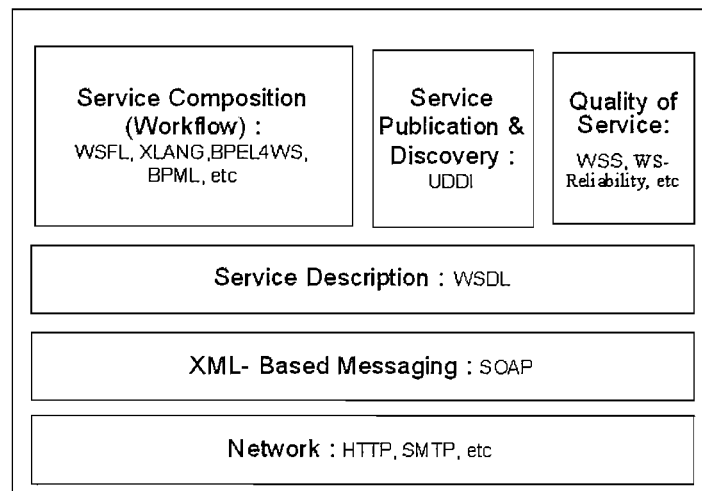 Service Composition
(Workflow) :
WSFL, XLANG,BPEL4WS,
BPML, etc
Service
Publication &
Discovery :
UDDI
Quality of
Service:
WSS, WS-
Reliability, etc
Service Description : WSDL
XML- Based Messaging : SOAP
Network : HTTP, SMTP, etc